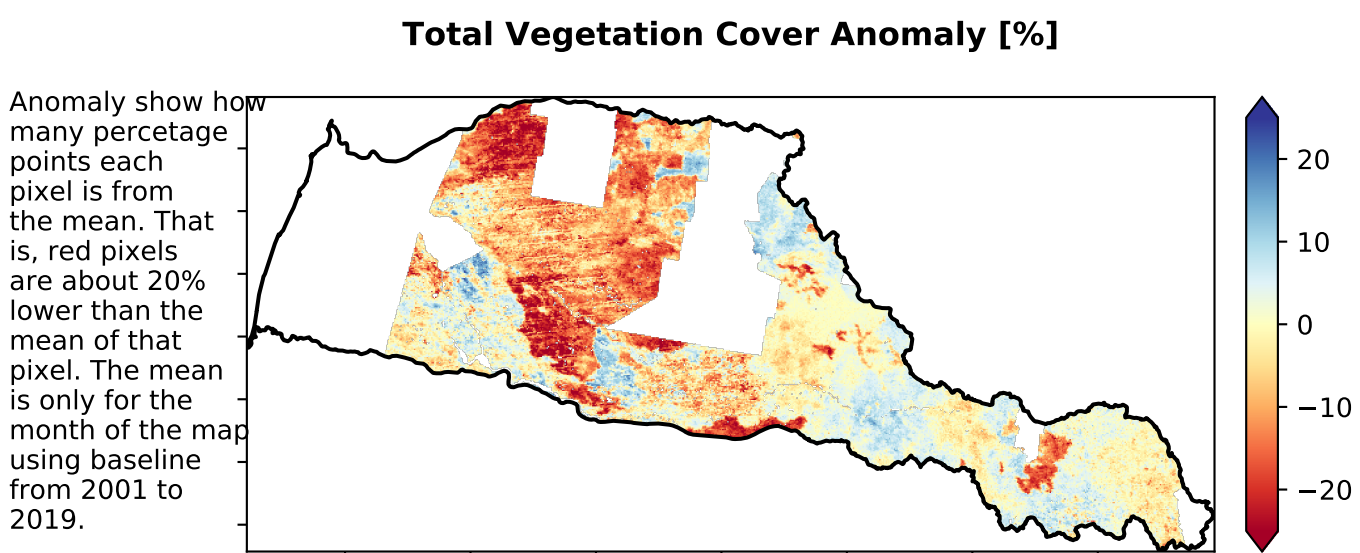 Total Vegetation Cover Anomaly [%]
Anomaly show how
many percetage
points each
pixel is from
the mean. That
is, red pixels
are about 20%
lower than the
mean of that
pixel. The mean
is only for the
month of the map
using baseline
from 2001 to
2019.
20
10
0
−10
−20